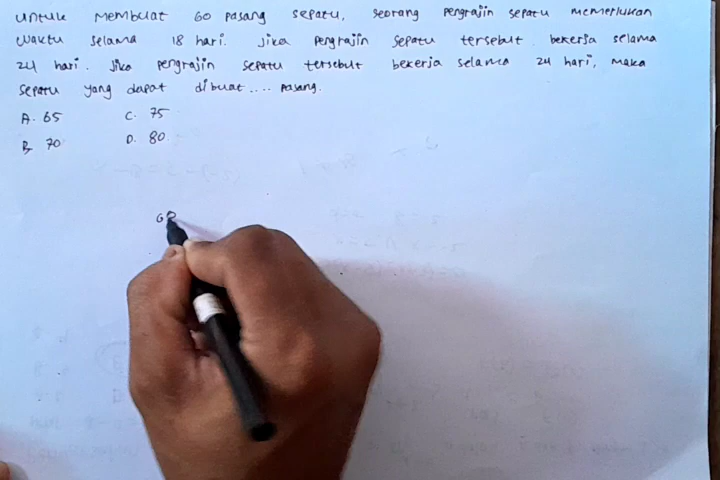 untuk membuat 60 pasang sepatu, seorang pengrajin sepatu memerlukan
waktu selama 18 hari. Jika pengrajin sepatu tersebut bekerja selama
24 hari. Jika pengrajin sepatu tersebut bekerja selama 24 hari, maka
sepatu yang dapat dibuat .... pasang.
A. 65 C. 75
B. 70 D. 80
60